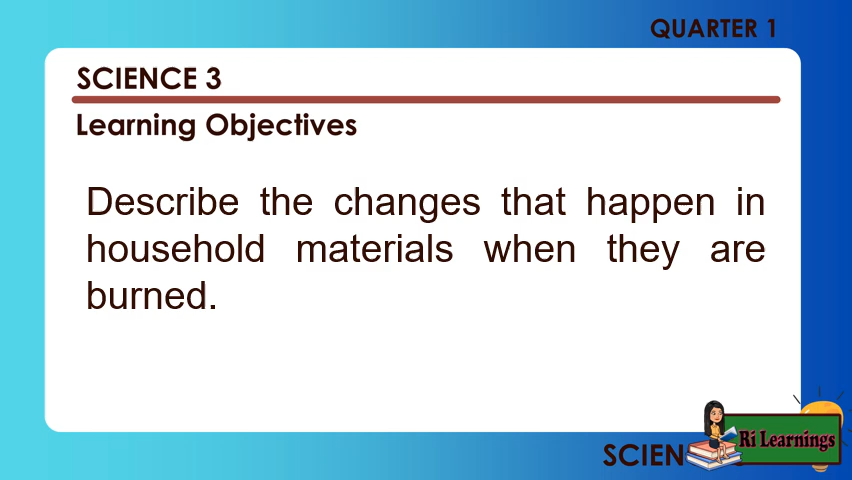 QUARTER 1
SCIENCE 3
Learning Objectives
Describe the changes that happen in
household materials when they are
burned.
Ri Learnings